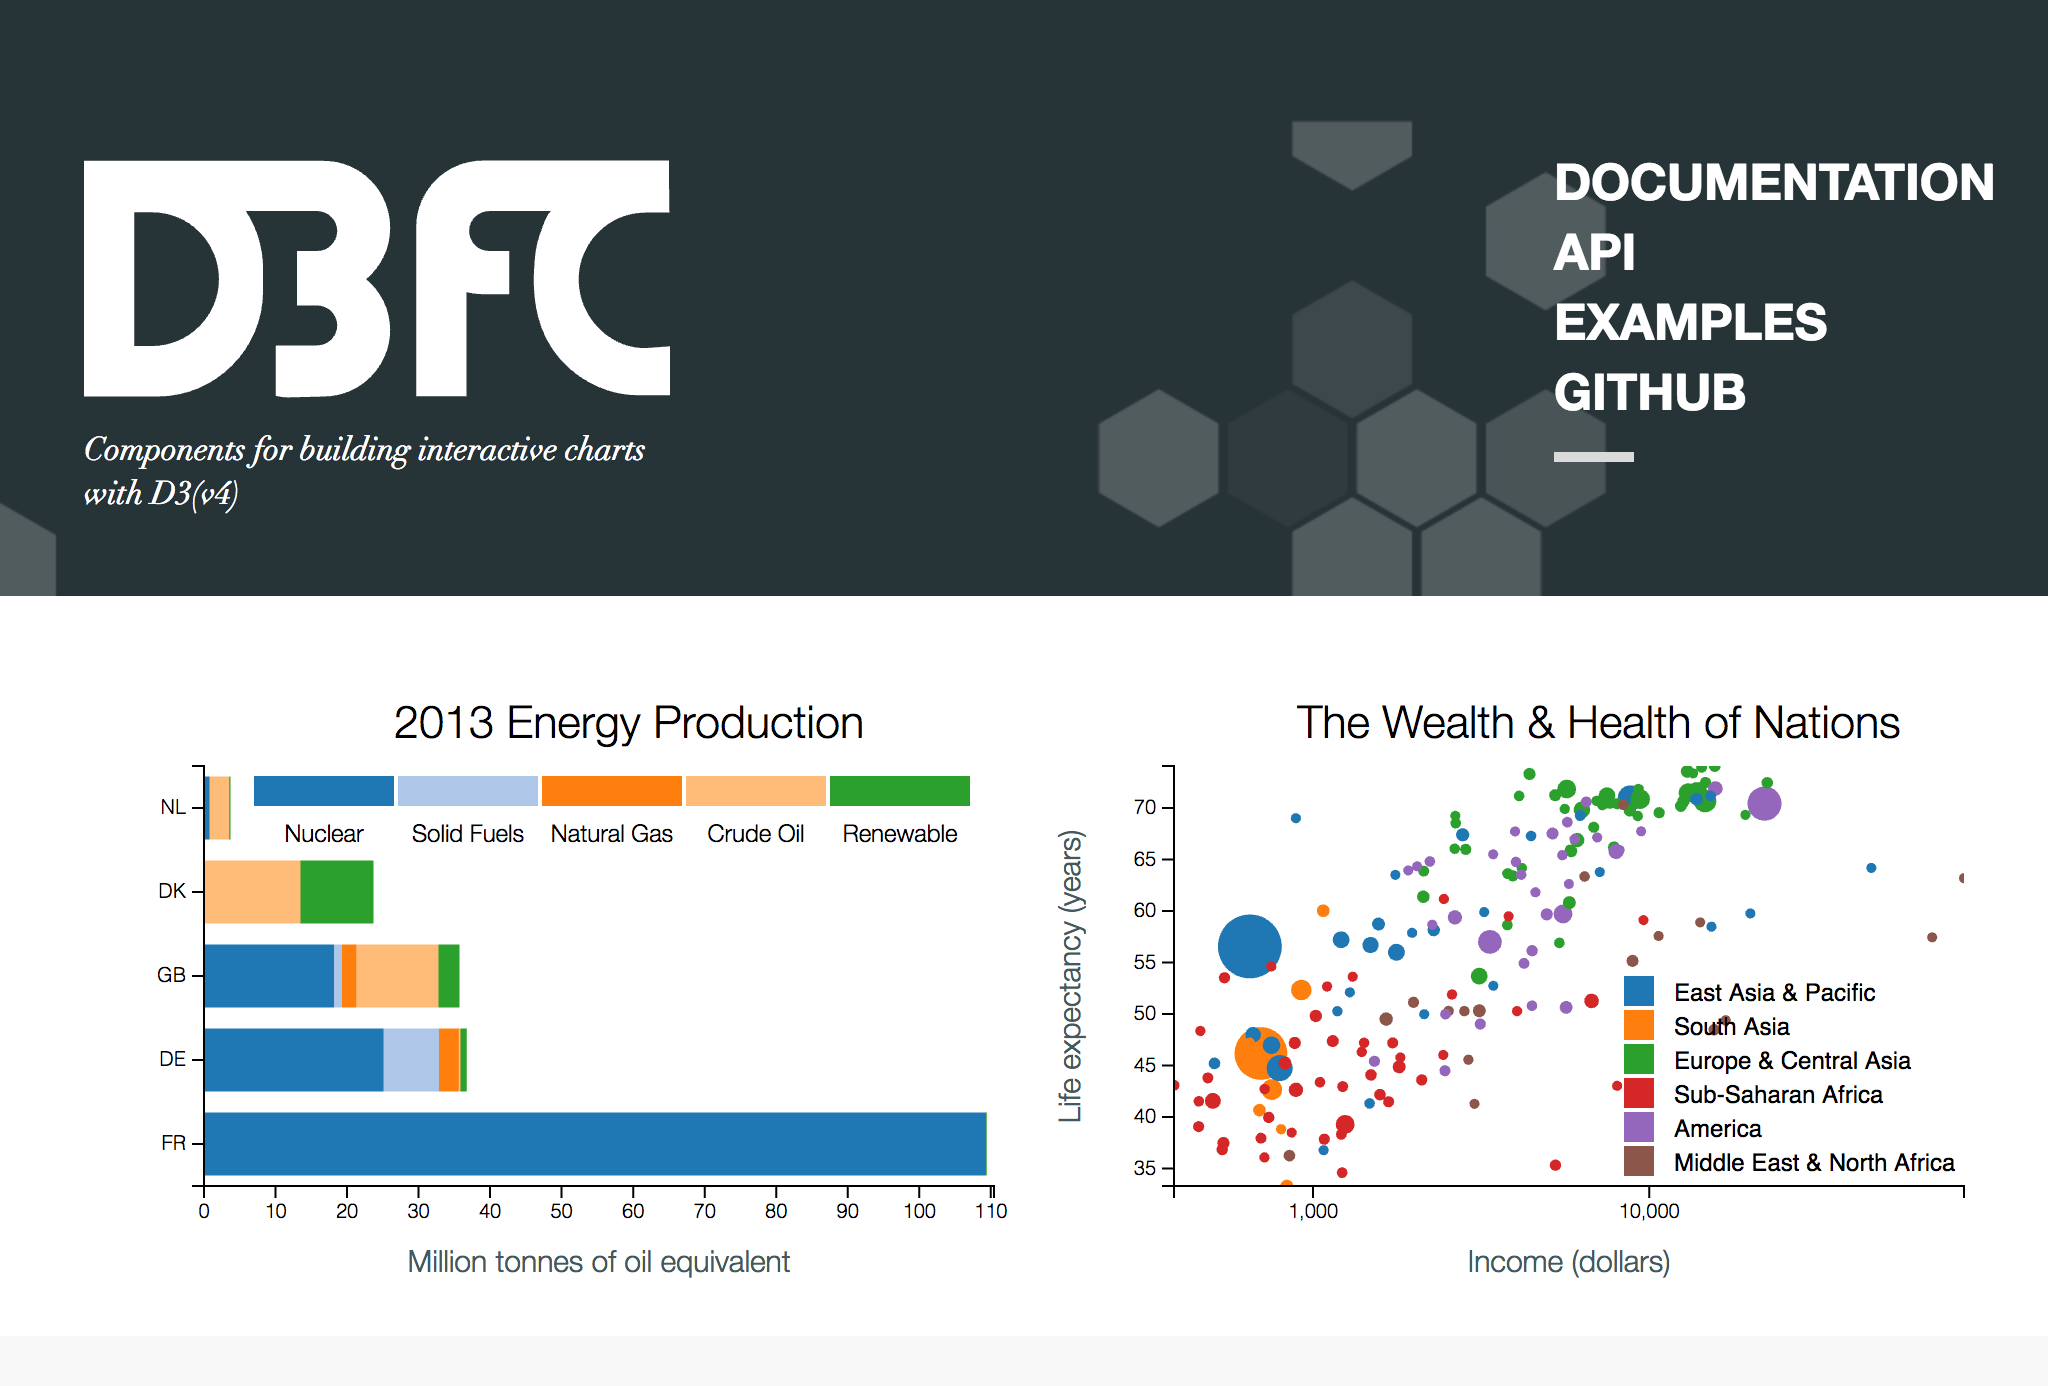 D3FC
Components for building interactive charts
with D3(v4)
DOCUMENTATION
API
EXAMPLES
GITHUB
2013 Energy Production
Nuclear Solid Fuels Natural Gas Crude Oil Renewable
NL
DK
GB
DE
FR
0 10 20 30 40 50 60 70 80 90 100 110
Million tonnes of oil equivalent
The Wealth & Health of Nations
Life expectancy (years)
70
65
60
55
50
45
40
35
East Asia & Pacific
South Asia
Europe & Central Asia
Sub-Saharan Africa
America
Middle East & North Africa
1,000 10,000
Income (dollars)